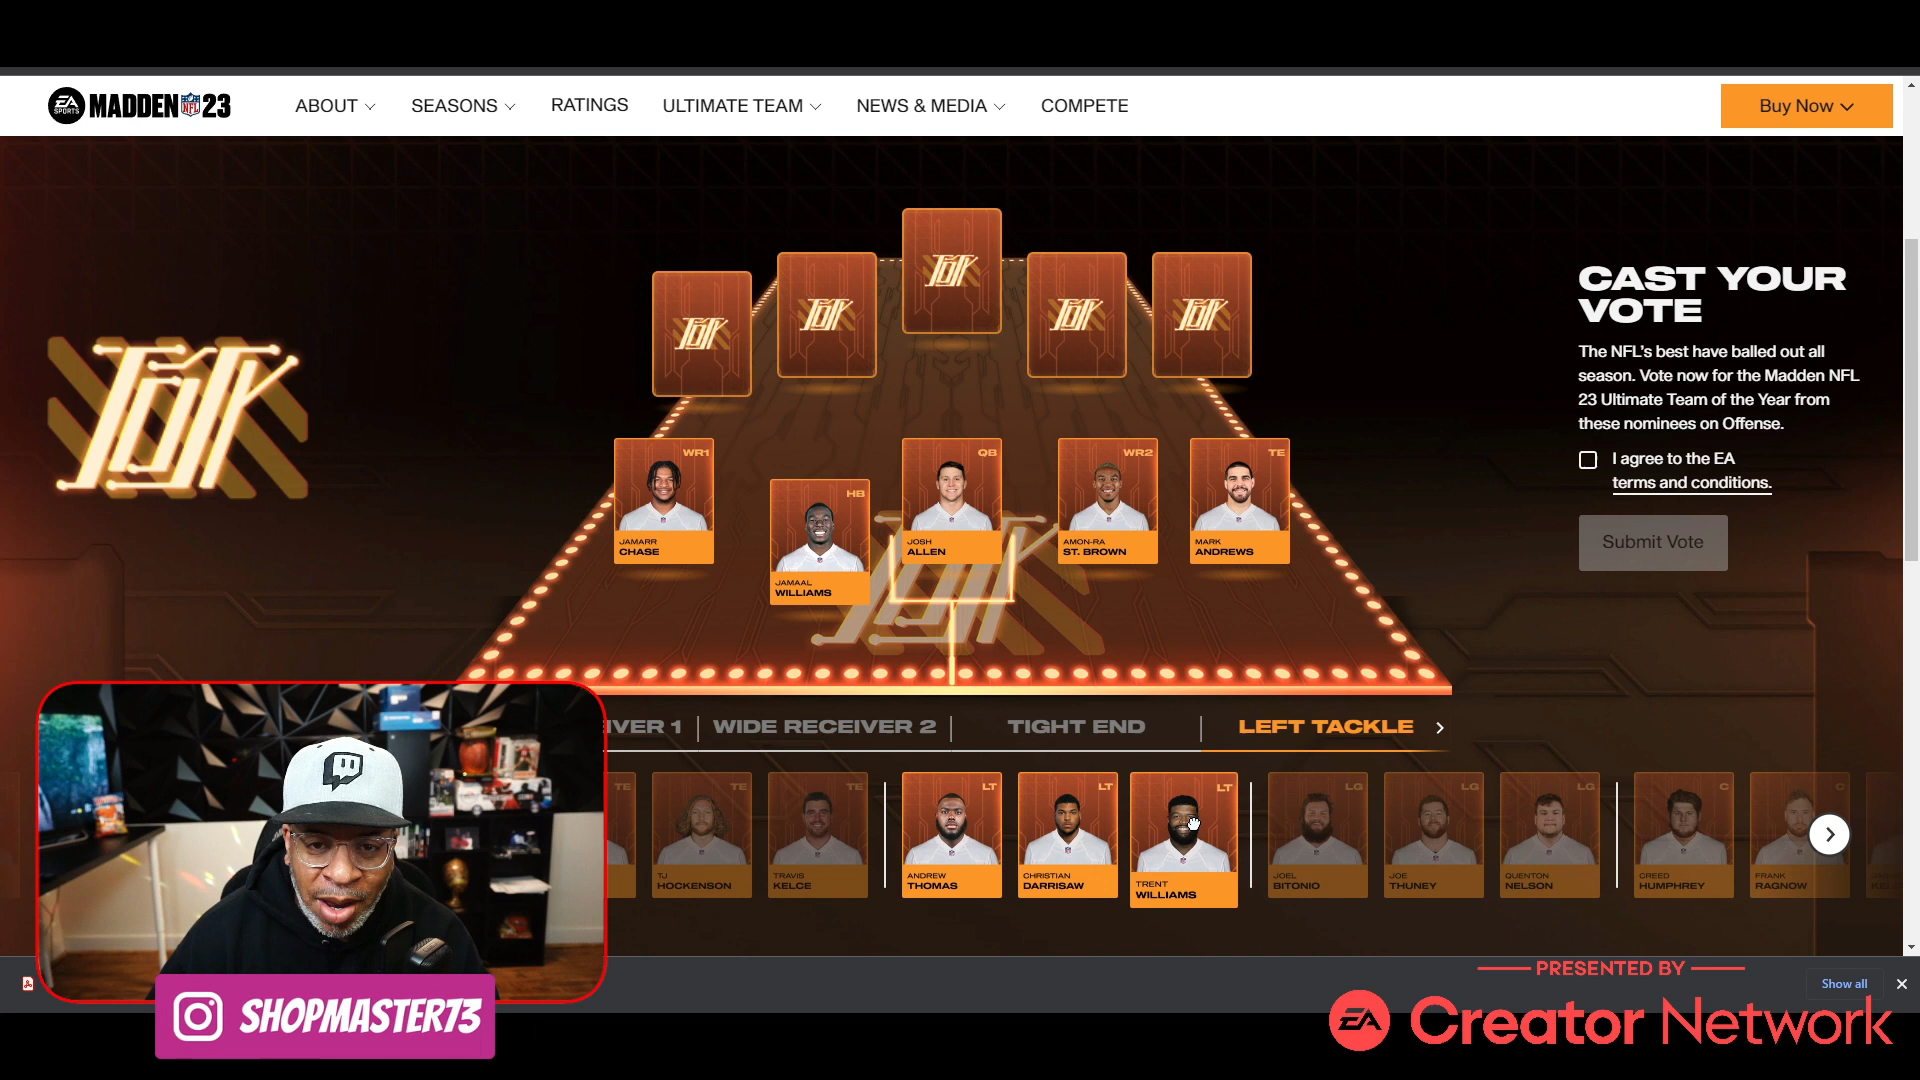 EA SPORTS MADDEN NFL 23
ABOUT
SEASONS
RATINGS
ULTIMATE TEAM
NEWS & MEDIA
COMPETE
Buy Now
WR1
JAMARR
CHASE
HB
JAMAAL
WILLIAMS
QB
JOSH
ALLEN
WR2
AMON-RA
ST. BROWN
TE
MARK
ANDREWS
CAST YOUR
VOTE
The NFL's best have balled out all
season. Vote now for the Madden NFL
23 Ultimate Team of the Year from
these nominees on Offense.
I agree to the EA
terms and conditions.
Submit Vote
IVER 1
WIDE RECEIVER 2
TIGHT END
LEFT TACKLE
TE
TE
TJ
HOCKENSON
TE
TRAVIS
KELCE
LT
ANDREW
THOMAS
LT
CHRISTIAN
DARRISAW
LT
TRENT
WILLIAMS
LG
JOEL
BITONIO
LG
JOE
THUNEY
LG
QUENTON
NELSON
C
CREED
HUMPHREY
C
FRANK
RAGNOW
SHOPMASTER73
PRESENTED BY
Show all
EA Creator Network